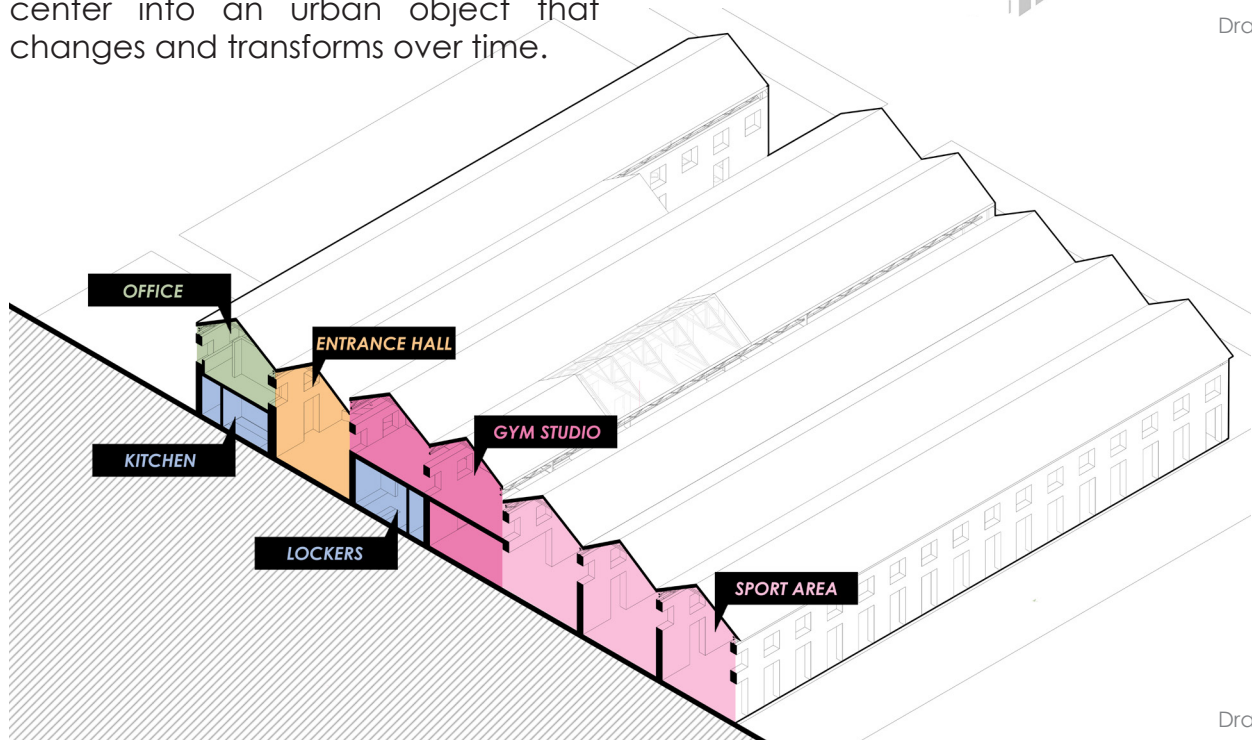 center into an urban object that
changes and transforms over time.
OFFICE
ENTRANCE HALL
KITCHEN
GYM STUDIO
LOCKERS
SPORT AREA